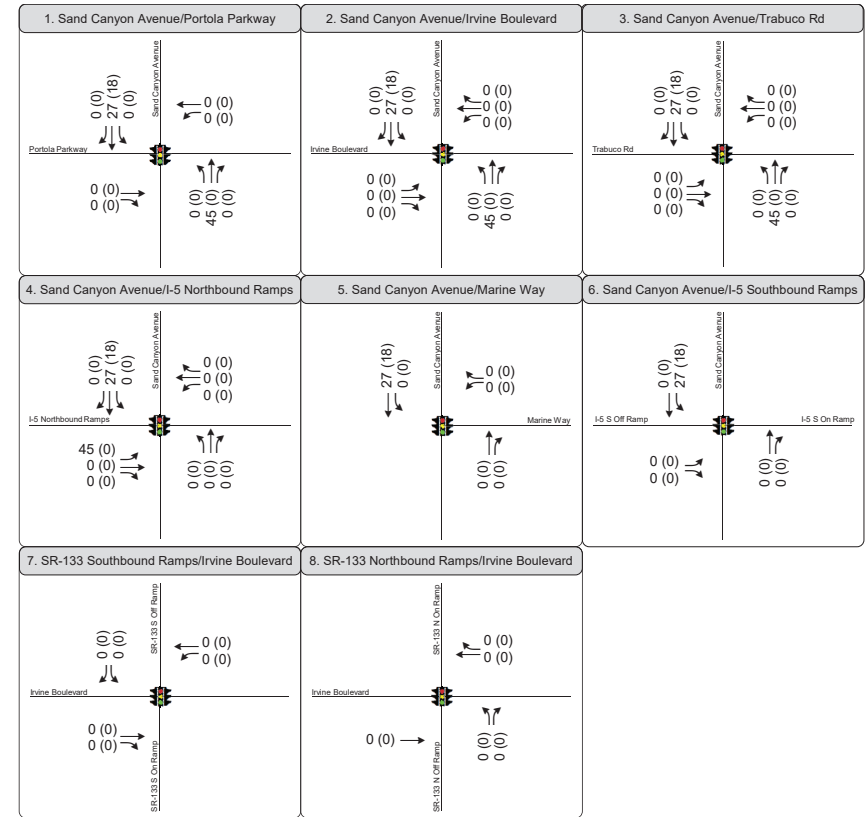 1. Sand Canyon Avenue/Portola Parkway
Sand Canyon Avenue
0 (0)
27 (18)
0 (0)
0 (0)
0 (0)
Portola Parkway
0 (0)
0 (0)
0 (0)
45 (0)
0 (0)
2. Sand Canyon Avenue/Irvine Boulevard
Sand Canyon Avenue
0 (0)
27 (18)
0 (0)
0 (0)
0 (0)
0 (0)
Irvine Boulevard
0 (0)
0 (0)
0 (0)
0 (0)
45 (0)
0 (0)
3. Sand Canyon Avenue/Trabuco Rd
Sand Canyon Avenue
0 (0)
27 (18)
0 (0)
0 (0)
0 (0)
0 (0)
Trabuco Rd
0 (0)
0 (0)
0 (0)
0 (0)
45 (0)
0 (0)
4. Sand Canyon Avenue/I-5 Northbound Ramps
Sand Canyon Avenue
0 (0)
27 (18)
0 (0)
0 (0)
0 (0)
0 (0)
I-5 Northbound Ramps
45 (0)
0 (0)
0 (0)
0 (0)
0 (0)
0 (0)
5. Sand Canyon Avenue/Marine Way
Sand Canyon Avenue
27 (18)
0 (0)
0 (0)
0 (0)
Marine Way
0 (0)
0 (0)
6. Sand Canyon Avenue/I-5 Southbound Ramps
Sand Canyon Avenue
0 (0)
27 (18)
I-5 S Off Ramp
I-5 S On Ramp
0 (0)
0 (0)
0 (0)
0 (0)
7. SR-133 Southbound Ramps/Irvine Boulevard
SR-133 S Off Ramp
0 (0)
0 (0)
0 (0)
0 (0)
Irvine Boulevard
0 (0)
0 (0)
SR-133 S On Ramp
8. SR-133 Northbound Ramps/Irvine Boulevard
SR-133 N On Ramp
0 (0)
0 (0)
Irvine Boulevard
0 (0)
0 (0)
0 (0)
SR-133 N Off Ramp